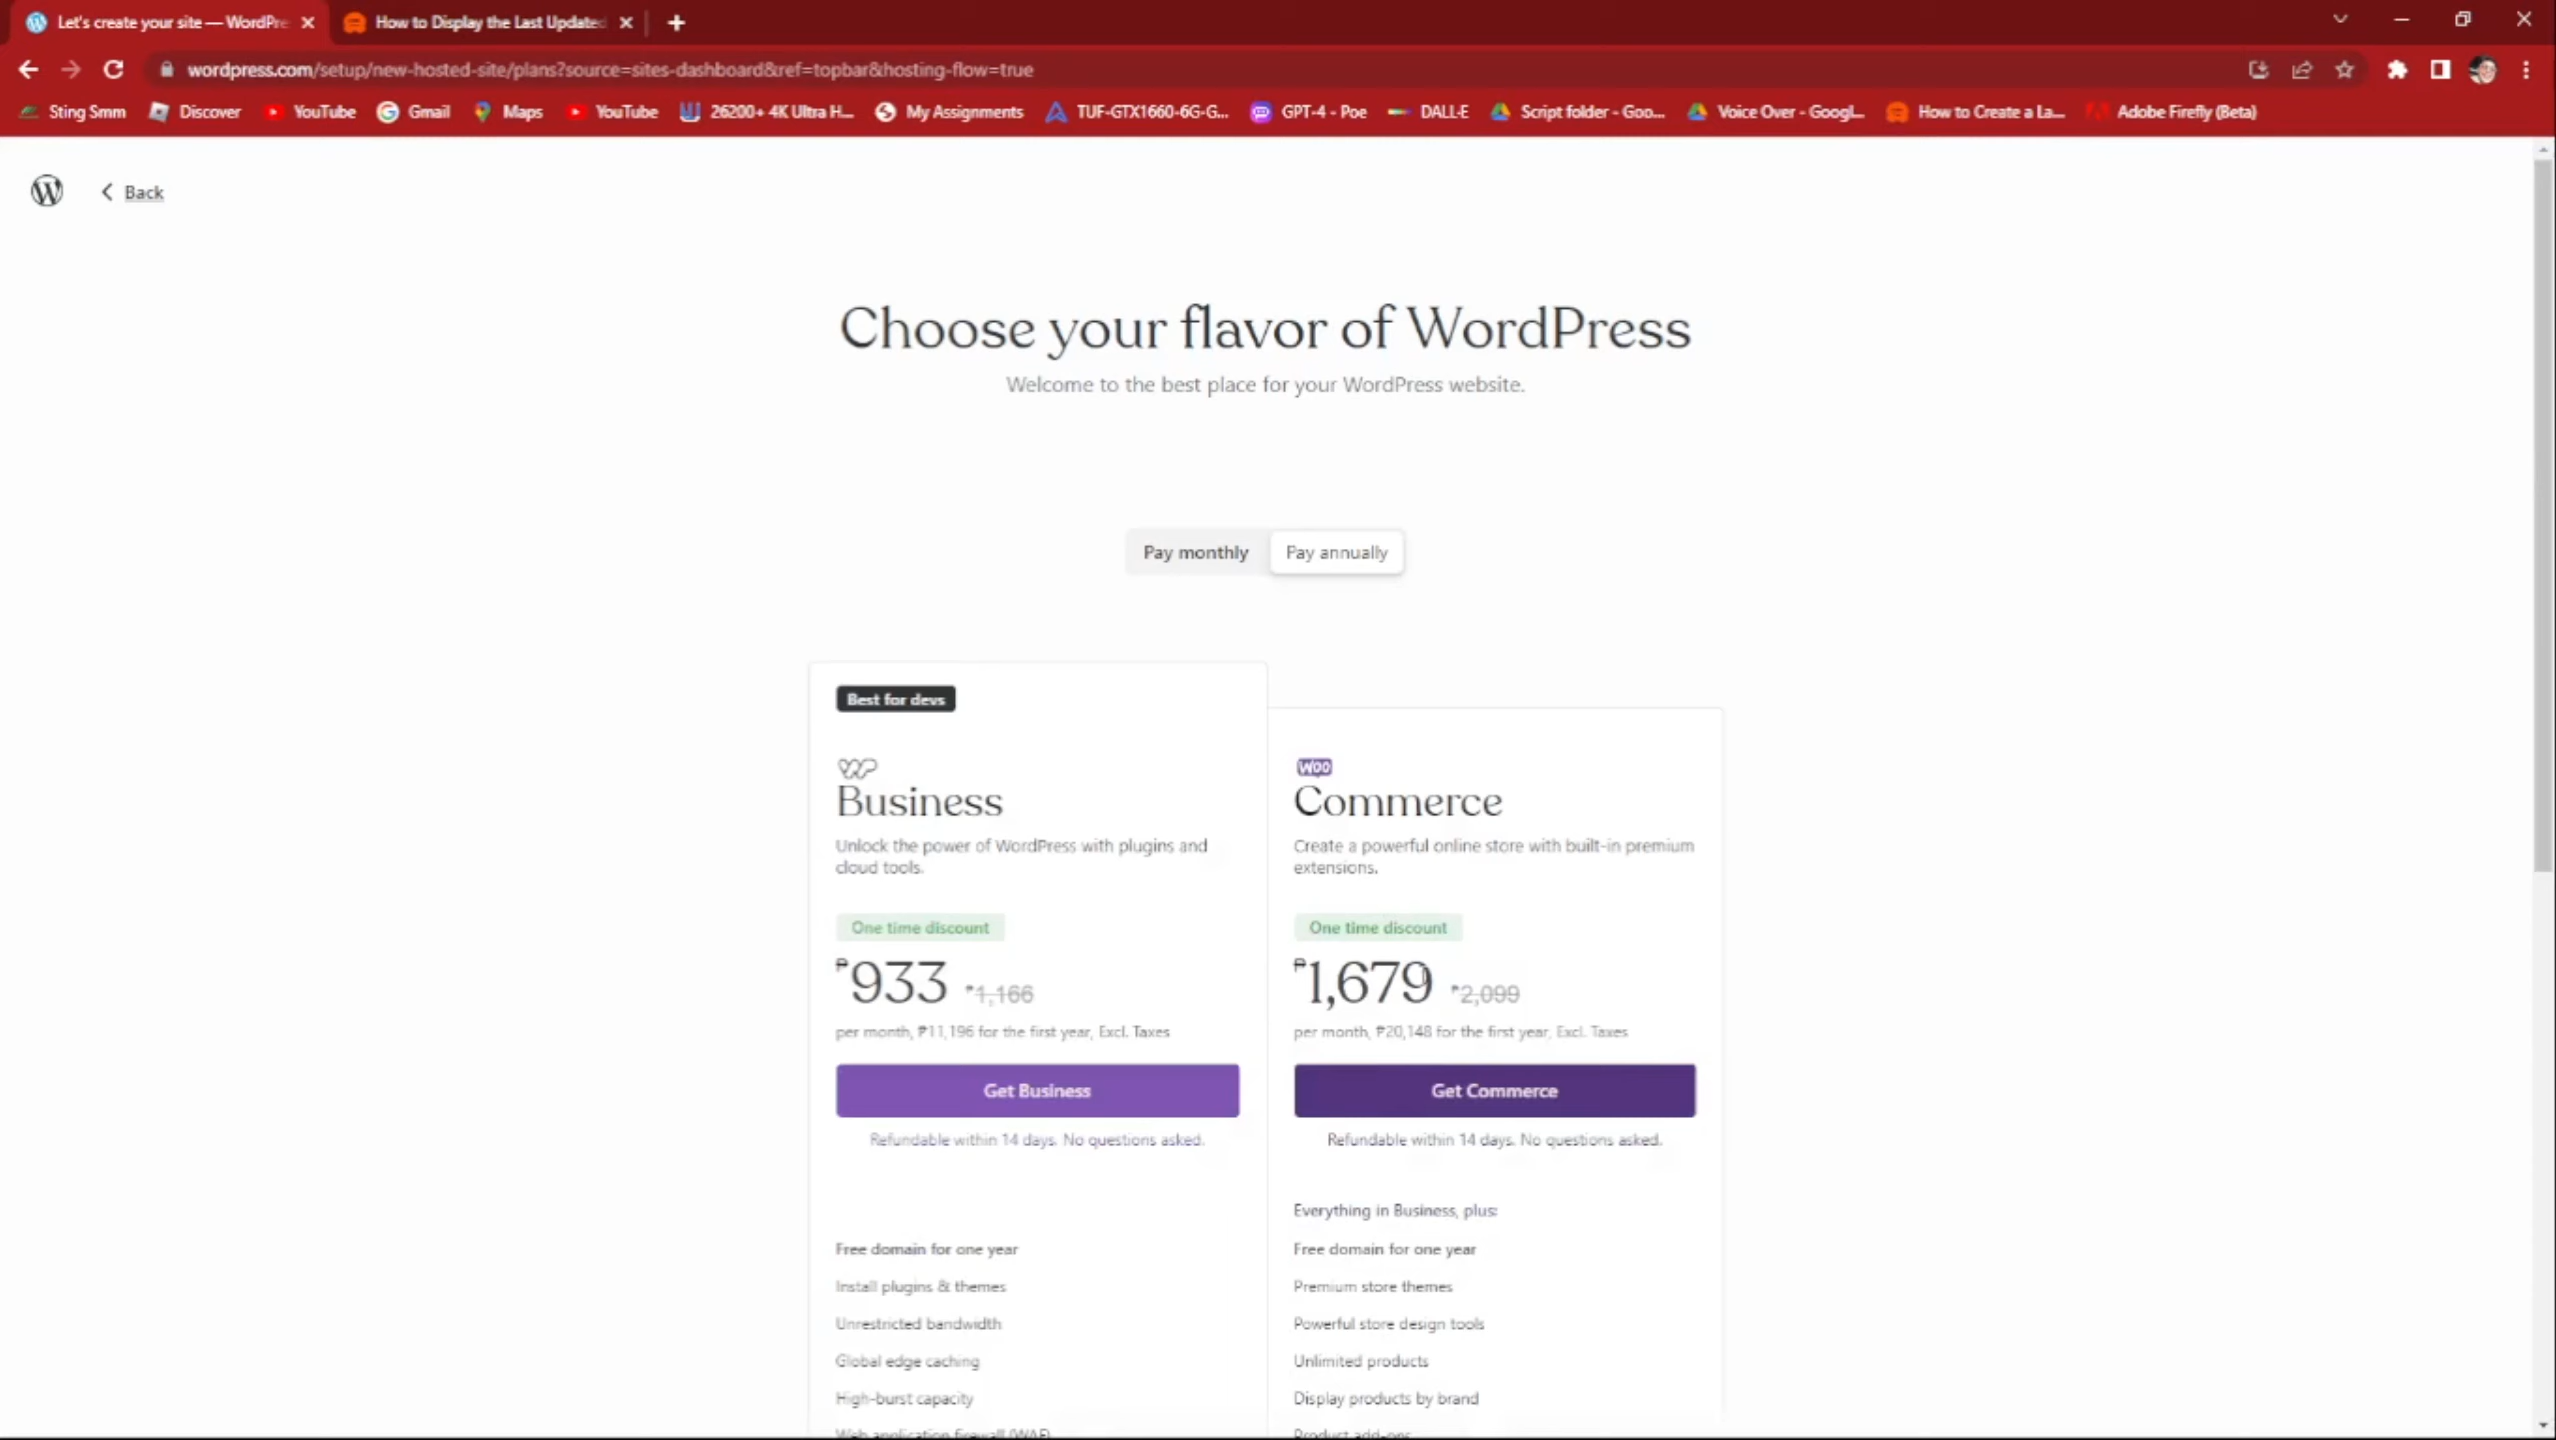 Let's create your site — WordPre
How to Display the Last Updated
wordpress.com/setup/new-hosted-site/plans?source=sites-dashboard&ref=topbar&hosting-flow=true
Sting Smm
Discover
YouTube
Gmail
Maps
YouTube
26200+ 4K Ultra H...
My Assignments
TUF-GTX1660-6G-G...
GPT-4 - Poe
DALL·E
Script folder - Goo...
Voice Over - Googl...
How to Create a La...
Adobe Firefly (Beta)
Back
Choose your flavor of WordPress
Welcome to the best place for your WordPress website.
Pay monthly
Pay annually
Best for devs
Business
Unlock the power of WordPress with plugins and
cloud tools.
One time discount
₱933 ₱1,166
per month, ₱11,196 for the first year, Excl. Taxes
Get Business
Refundable within 14 days. No questions asked.
Free domain for one year
Install plugins & themes
Unrestricted bandwidth
Global edge caching
High-burst capacity
Web application firewall (WAF)
WOO
Commerce
Create a powerful online store with built-in premium
extensions.
One time discount
₱1,679 ₱2,099
per month, ₱20,148 for the first year, Excl. Taxes
Get Commerce
Refundable within 14 days. No questions asked.
Everything in Business, plus:
Free domain for one year
Premium store themes
Powerful store design tools
Unlimited products
Display products by brand
Product add-ons